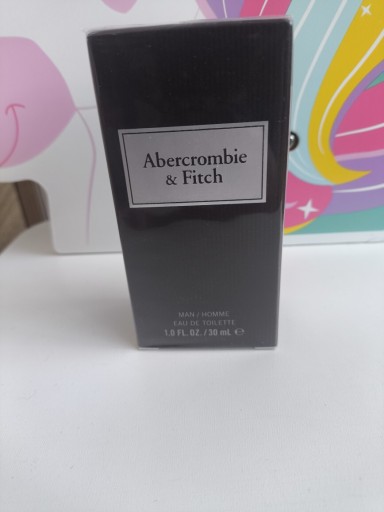 Abercrombie
& Fitch
MAN / HOMME
EAU DE TOILETTE
1.0 FL. OZ. / 30 mL ℮